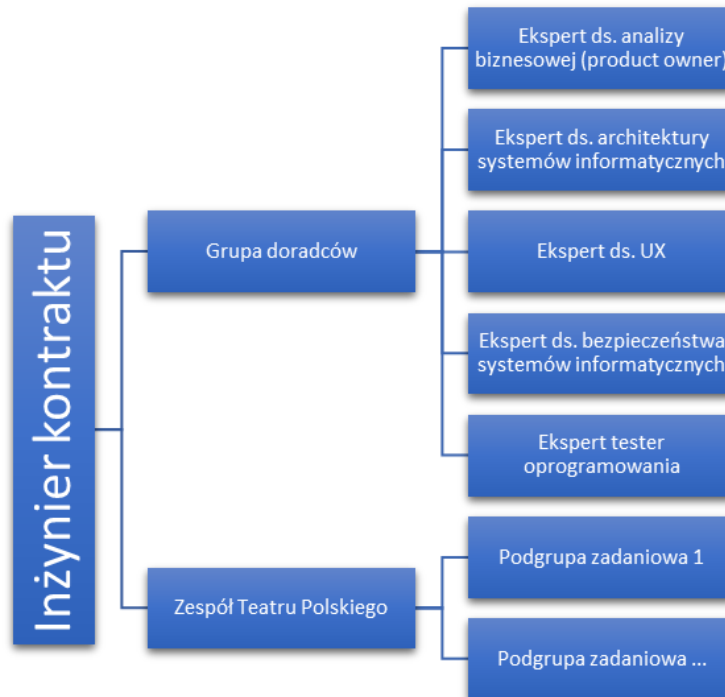 Inżynier kontraktu
Grupa doradców
Ekspert ds. analizy
biznesowej (product owner)
Ekspert ds. architektury
systemów informatycznych
Ekspert ds. UX
Ekspert ds. bezpieczeństwa
systemów informatycznych
Ekspert tester
oprogramowania
Zespół Teatru Polskiego
Podgrupa zadaniowa 1
Podgrupa zadaniowa ...